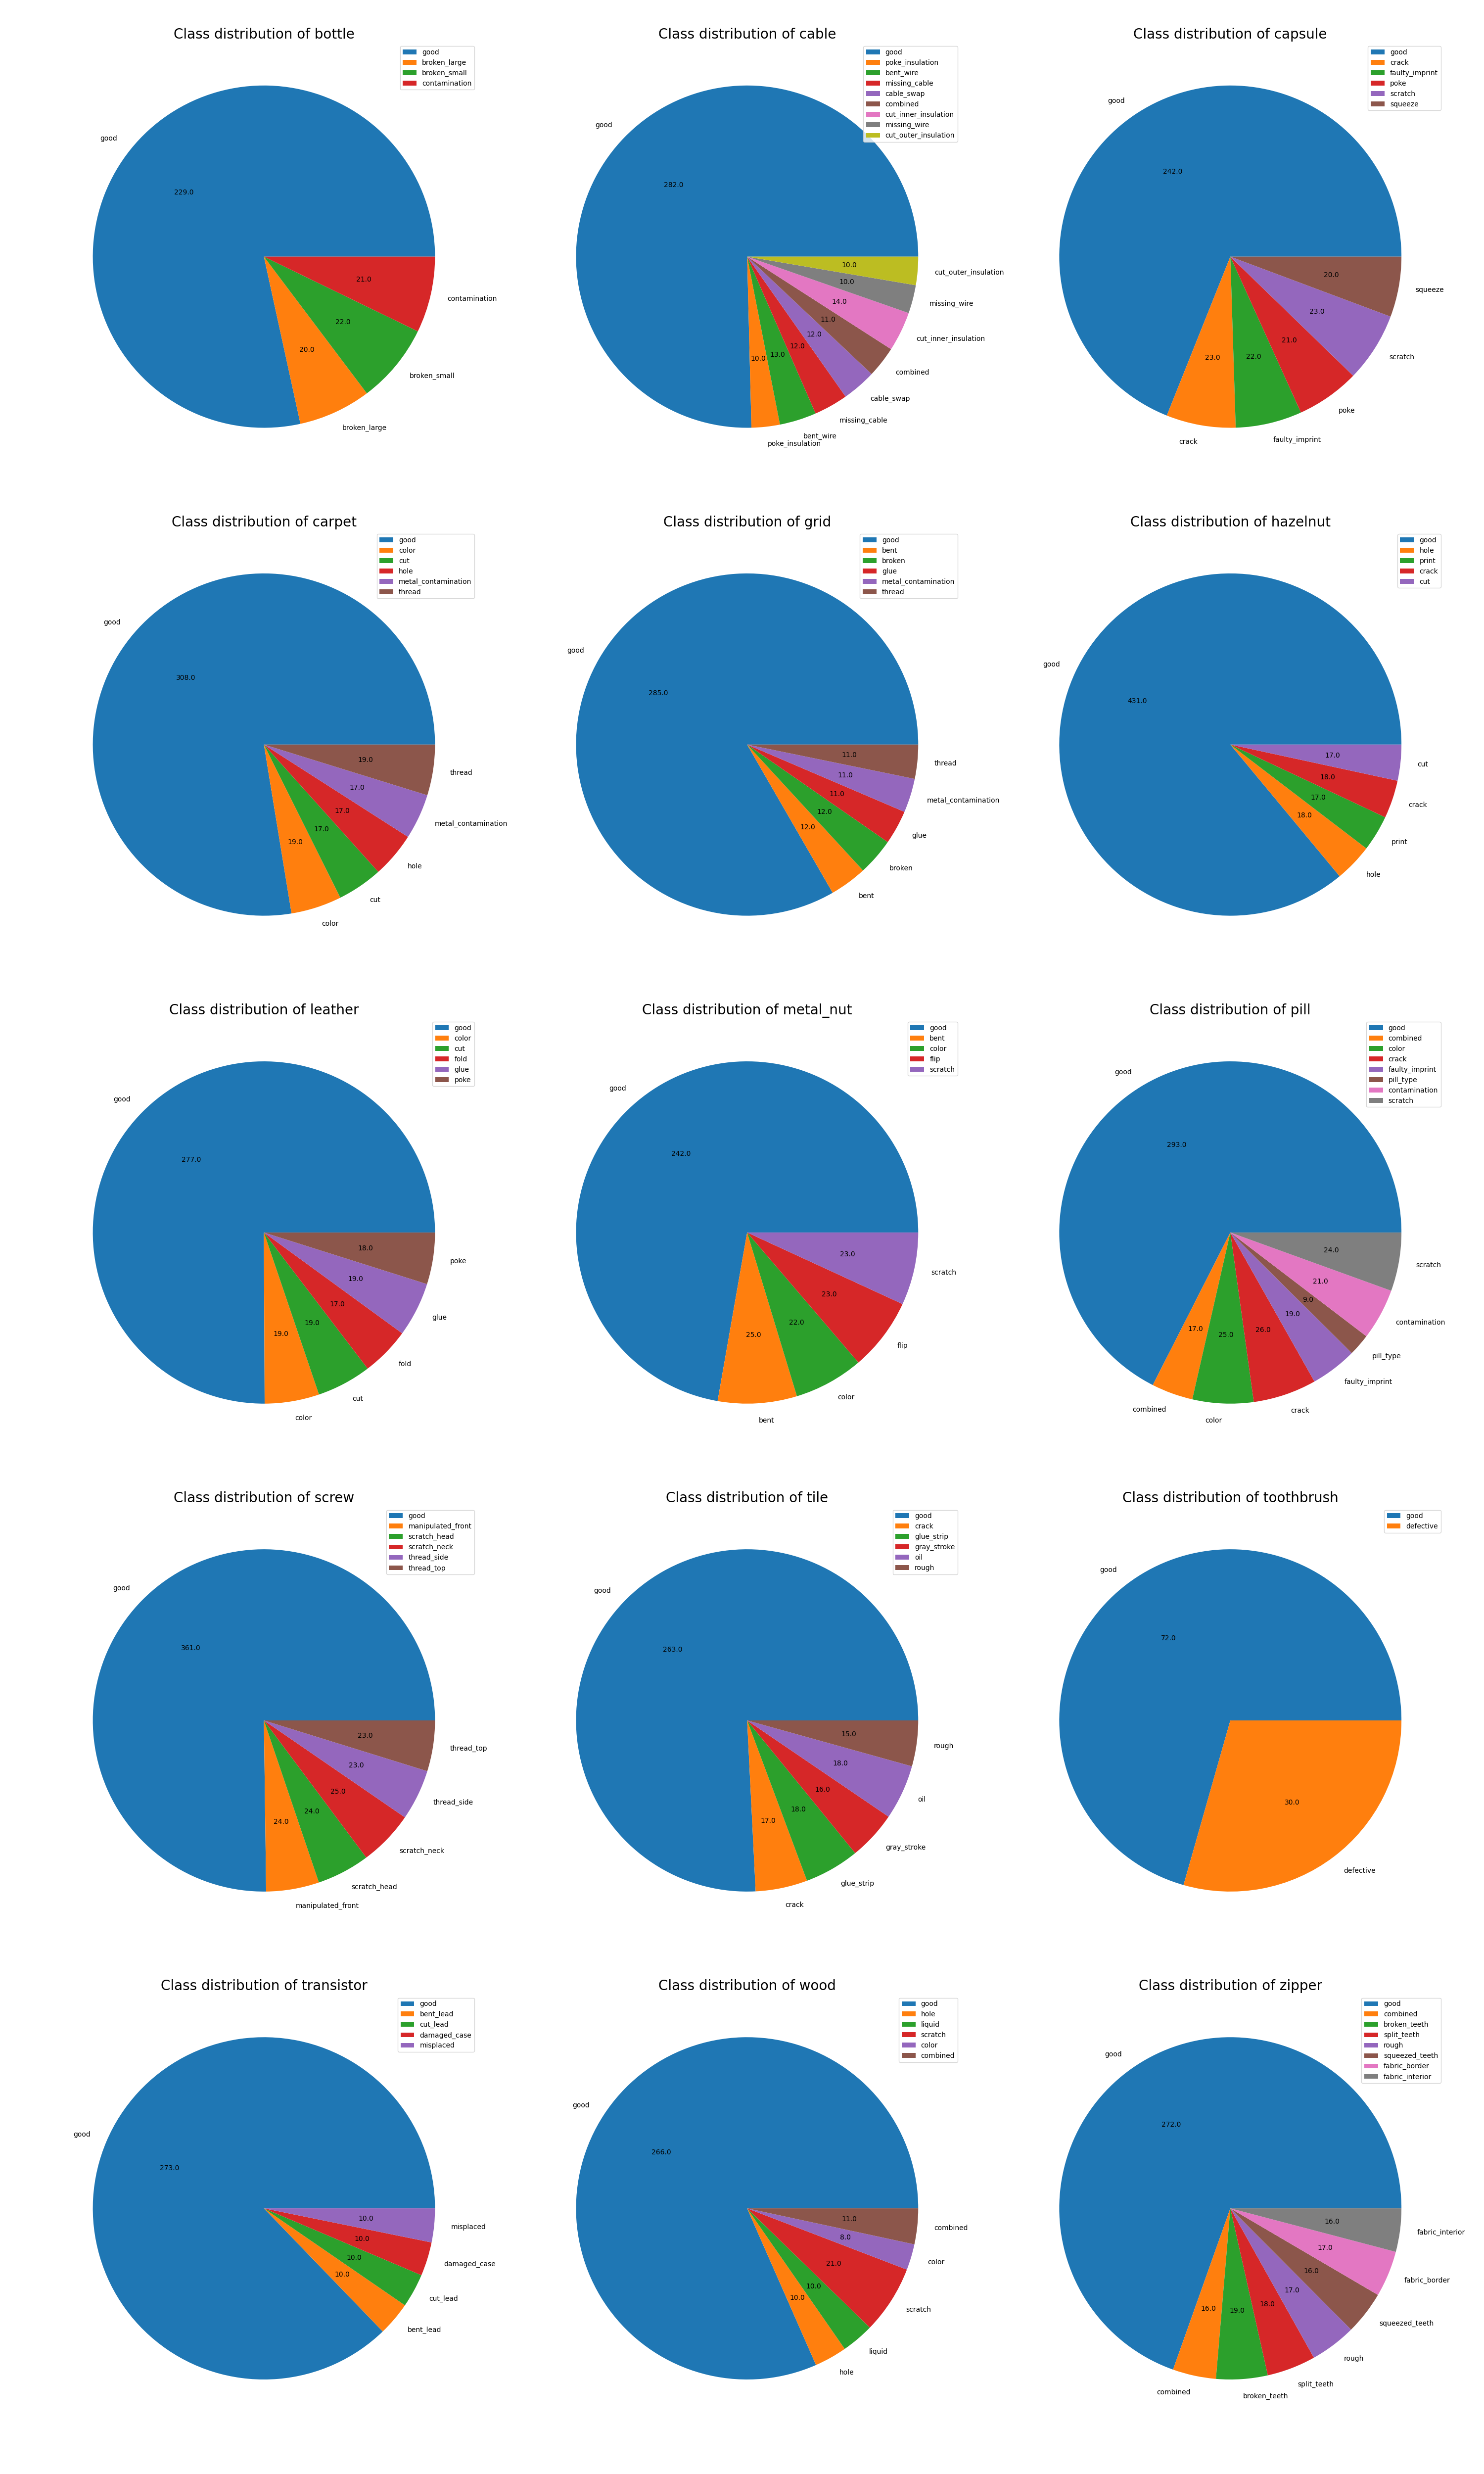 Class distribution of bottle
good
broken_large
broken_small
contamination
good
229.0
21.0
contamination
22.0
20.0
broken_small
broken_large
Class distribution of cable
good
poke_insulation
bent_wire
missing_cable
cable_swap
combined
cut_inner_insulation
missing_wire
cut_outer_insulation
good
282.0
10.0
cut_outer_insulation
10.0
missing_wire
14.0
11.0
cut_inner_insulation
12.0
12.0
13.0
10.0
combined
cable_swap
missing_cable
bent_wire
poke_insulation
Class distribution of capsule
good
crack
faulty_imprint
poke
scratch
squeeze
good
242.0
20.0
squeeze
23.0
21.0
22.0
23.0
scratch
poke
faulty_imprint
crack
Class distribution of carpet
good
color
cut
hole
metal_contamination
thread
good
308.0
19.0
thread
17.0
17.0
metal_contamination
17.0
19.0
hole
cut
color
Class distribution of grid
good
bent
broken
glue
metal_contamination
thread
good
285.0
11.0
thread
11.0
11.0
metal_contamination
12.0
12.0
glue
broken
bent
Class distribution of hazelnut
good
hole
print
crack
cut
good
431.0
17.0
cut
18.0
17.0
crack
18.0
print
hole
Class distribution of leather
good
color
cut
fold
glue
poke
good
277.0
18.0
poke
19.0
17.0
glue
19.0
19.0
fold
cut
color
Class distribution of metal_nut
good
bent
color
flip
scratch
good
242.0
23.0
scratch
23.0
22.0
25.0
flip
color
bent
Class distribution of pill
good
combined
color
crack
faulty_imprint
pill_type
contamination
scratch
good
293.0
24.0
scratch
21.0
9.0
19.0
contamination
17.0
25.0
26.0
pill_type
faulty_imprint
combined
crack
color
Class distribution of screw
good
manipulated_front
scratch_head
scratch_neck
thread_side
thread_top
good
361.0
23.0
thread_top
23.0
25.0
thread_side
24.0
24.0
scratch_neck
scratch_head
manipulated_front
Class distribution of tile
good
crack
glue_strip
gray_stroke
oil
rough
good
263.0
15.0
rough
18.0
16.0
oil
18.0
17.0
gray_stroke
glue_strip
crack
Class distribution of toothbrush
good
defective
good
72.0
30.0
defective
Class distribution of transistor
good
bent_lead
cut_lead
damaged_case
misplaced
good
273.0
10.0
misplaced
10.0
10.0
damaged_case
10.0
cut_lead
bent_lead
Class distribution of wood
good
hole
liquid
scratch
color
combined
good
266.0
11.0
combined
8.0
color
21.0
10.0
10.0
scratch
liquid
hole
Class distribution of zipper
good
combined
broken_teeth
split_teeth
rough
squeezed_teeth
fabric_border
fabric_interior
good
272.0
16.0
fabric_interior
17.0
16.0
fabric_border
17.0
18.0
19.0
16.0
squeezed_teeth
rough
split_teeth
combined
broken_teeth